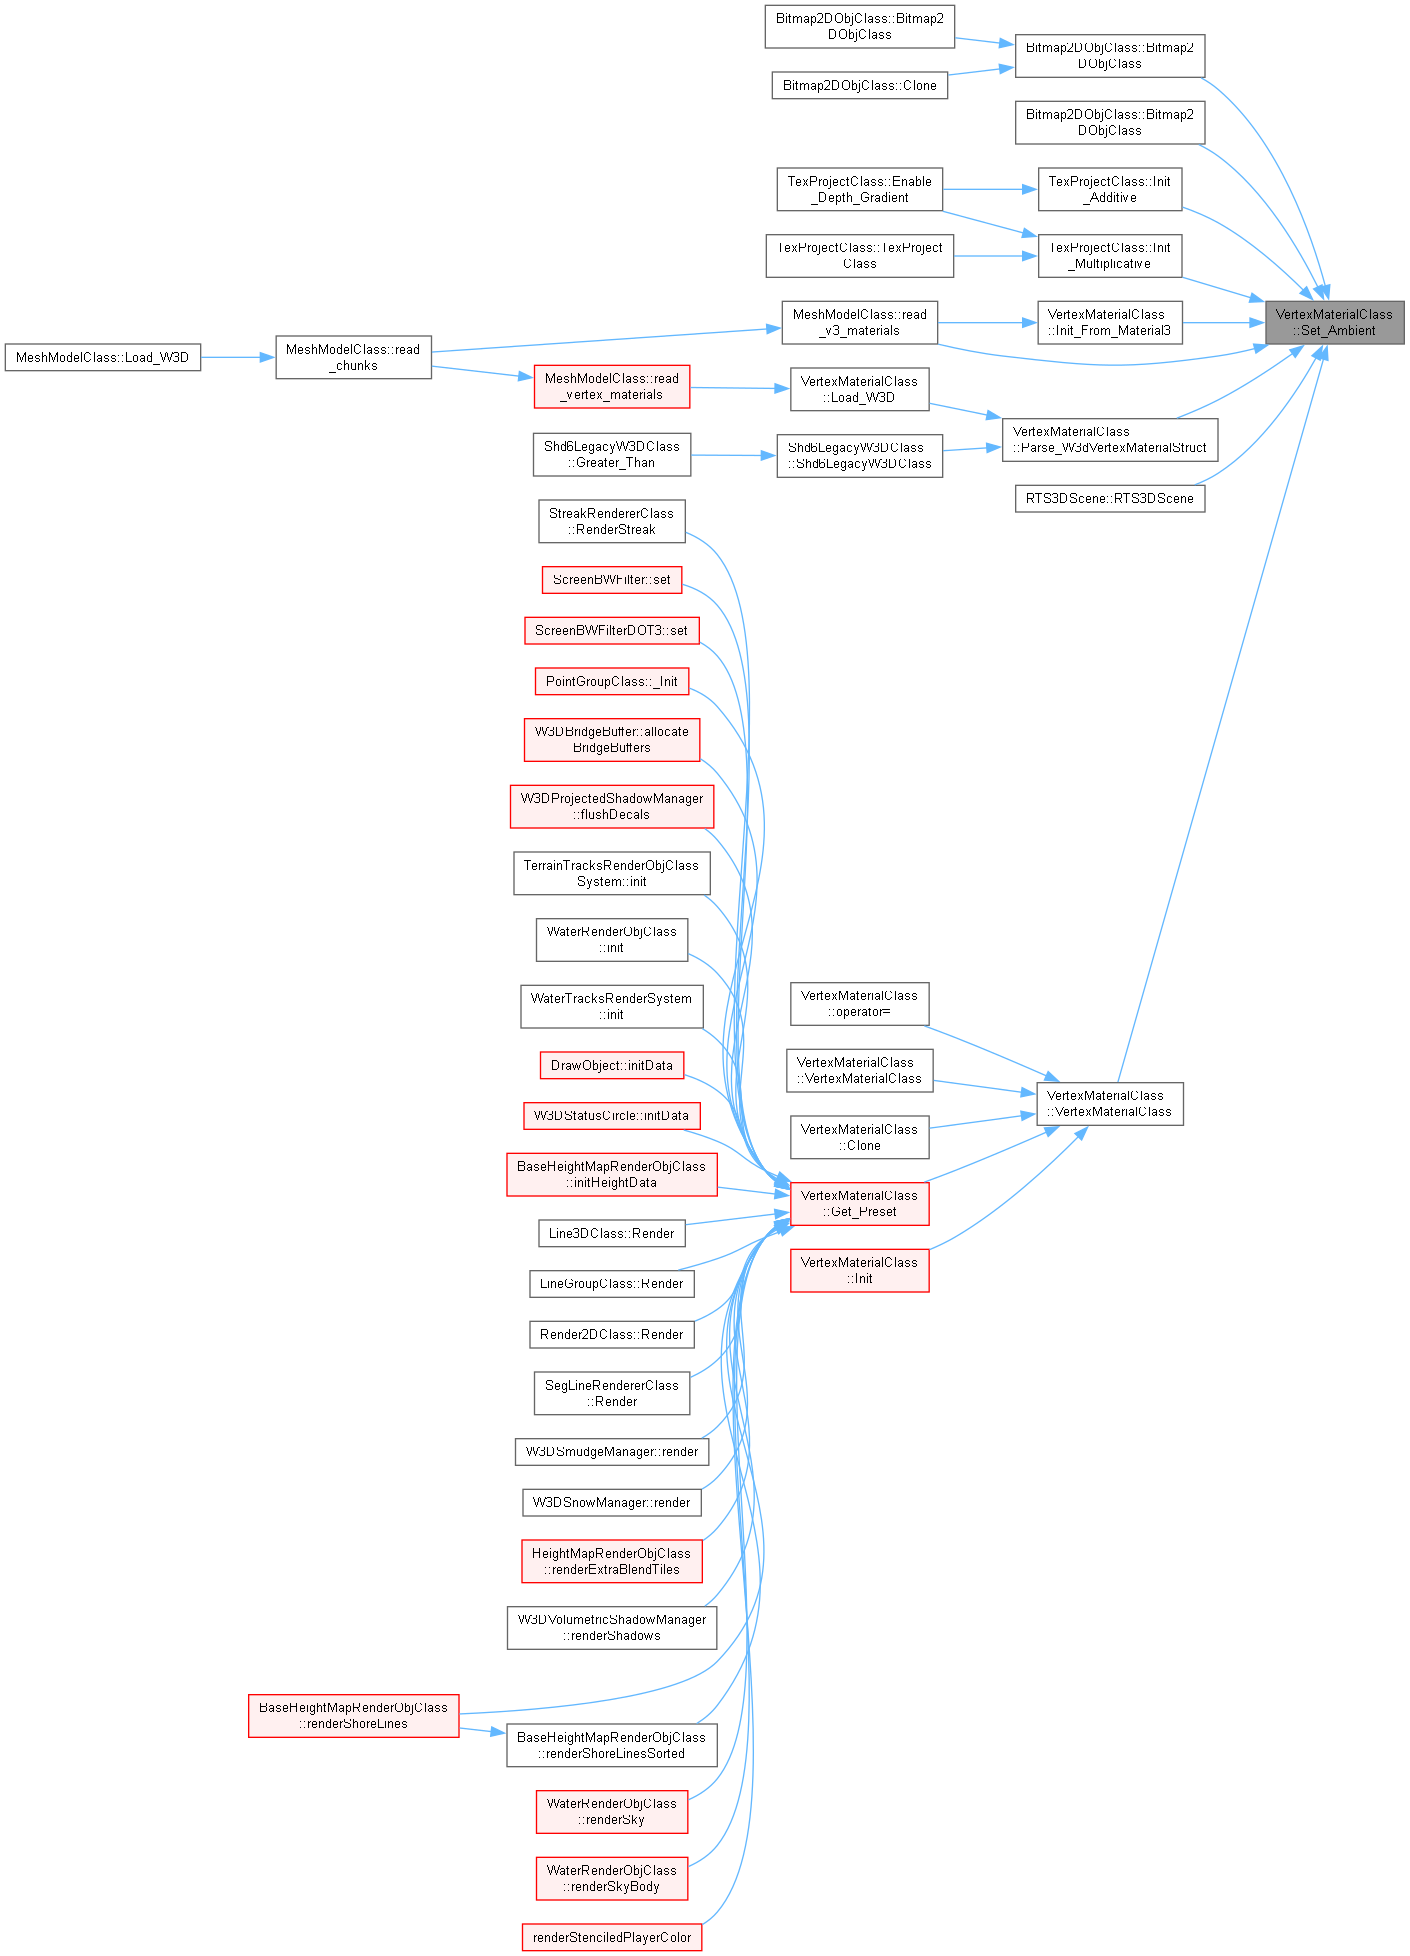 Bitmap2DObjClass::Bitmap2
DObjClass
Bitmap2DObjClass::Bitmap2
DObjClass
Bitmap2DObjClass::Clone
Bitmap2DObjClass::Bitmap2
DObjClass
TexProjectClass::Enable
_Depth_Gradient
TexProjectClass::Init
_Additive
TexProjectClass::TexProject
Class
TexProjectClass::Init
_Multiplicative
MeshModelClass::read
_v3_materials
VertexMaterialClass
::Init_From_Material3
VertexMaterialClass
::Set_Ambient
MeshModelClass::Load_W3D
MeshModelClass::read
_chunks
MeshModelClass::read
_vertex_materials
VertexMaterialClass
::Load_W3D
VertexMaterialClass
::Parse_W3dVertexMaterialStruct
Shd6LegacyW3DClass
::Greater_Than
Shd6LegacyW3DClass
::Shd6LegacyW3DClass
RTS3DScene::RTS3DScene
StreakRendererClass
::RenderStreak
ScreenBWFilter::set
ScreenBWFilterDOT3::set
PointGroupClass::_Init
W3DBridgeBuffer::allocate
BridgeBuffers
W3DProjectedShadowManager
::flushDecals
TerrainTracksRenderObjClass
System::init
WaterRenderObjClass
::init
WaterTracksRenderSystem
::init
VertexMaterialClass
::operator=
DrawObject::initData
VertexMaterialClass
::VertexMaterialClass
W3DStatusCircle::initData
VertexMaterialClass
::Clone
VertexMaterialClass
::VertexMaterialClass
BaseHeightMapRenderObjClass
::initHeightData
VertexMaterialClass
::Get_Preset
Line3DClass::Render
VertexMaterialClass
::Init
LineGroupClass::Render
Render2DClass::Render
SegLineRendererClass
::Render
W3DSmudgeManager::render
W3DSnowManager::render
HeightMapRenderObjClass
::renderExtraBlendTiles
W3DVolumetricShadowManager
::renderShadows
BaseHeightMapRenderObjClass
::renderShoreLines
BaseHeightMapRenderObjClass
::renderShoreLinesSorted
WaterRenderObjClass
::renderSky
WaterRenderObjClass
::renderSkyBody
renderStenciledPlayerColor